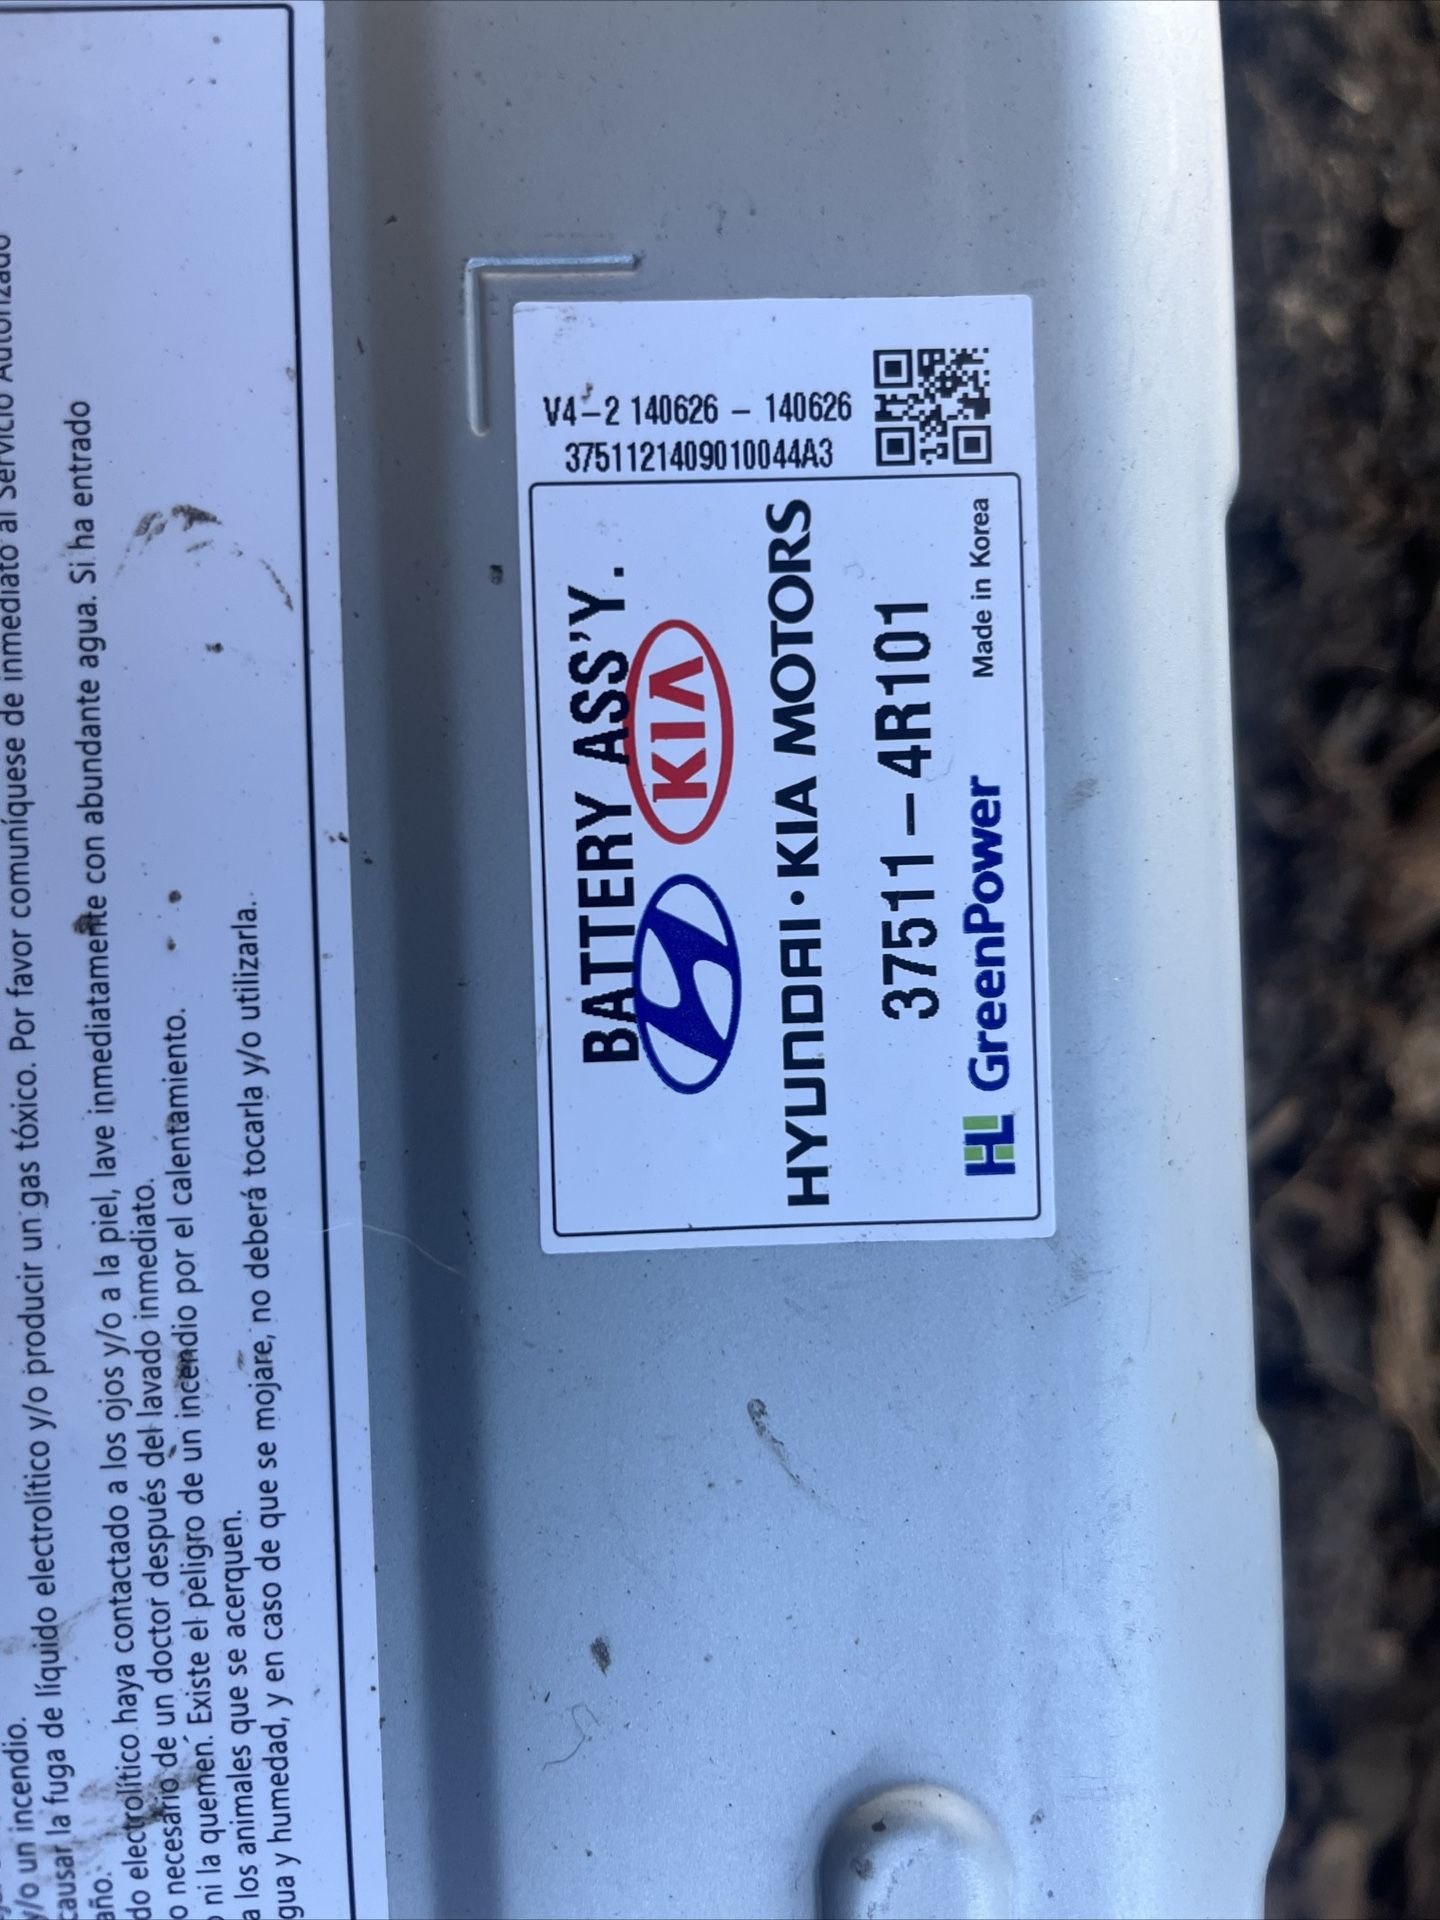 y/o un incendio.
causar la fuga de líquido electrolítico y/o producir un gas tóxico. Por favor comuníquese de inmediato al Servicio Autorizado
año.
do electrolítico haya contactado a los ojos y/o a la piel, lave inmediatamente con abundante agua. Si ha entrado
o necesario de un doctor después del lavado inmediato.
ni la quemen. Existe el peligro de un incendio por el calentamiento.
a los animales que se acerquen.
gua y humedad, y en caso de que se mojare, no deberá tocarla y/o utilizarla.
BATTERY ASS'Y.
KIA
HYUNDAI·KIA MOTORS
37511-4R101
HL GreenPower Made in Korea
V4-2 140626 - 140626
3751121409010044A3